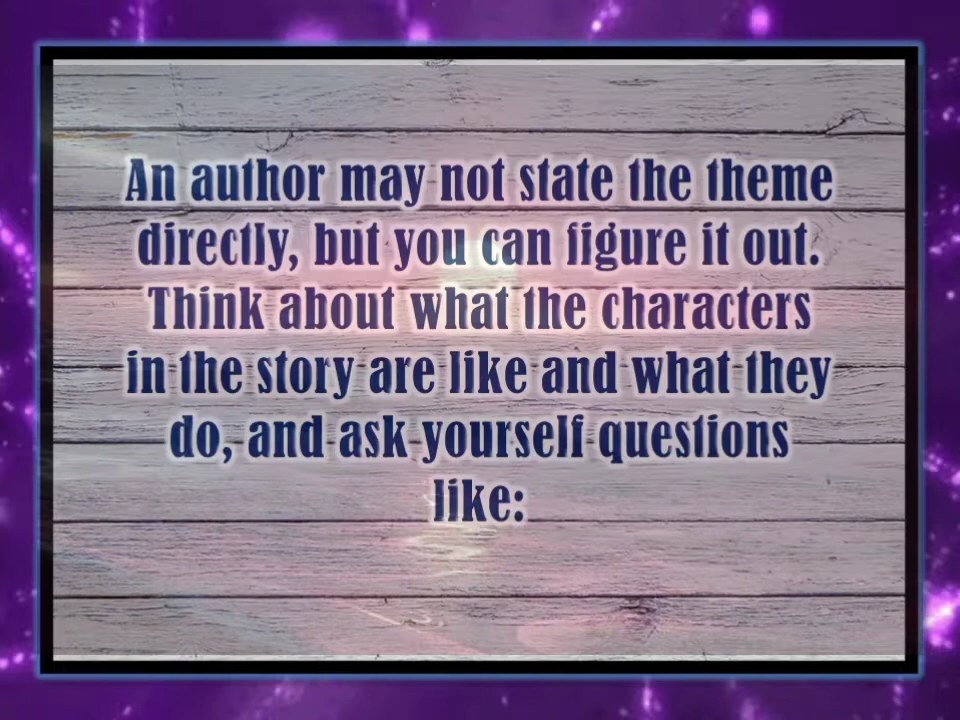 An author may not state the theme
directly, but you can figure it out.
Think about what the characters
in the story are like and what they
do, and ask yourself questions
like: